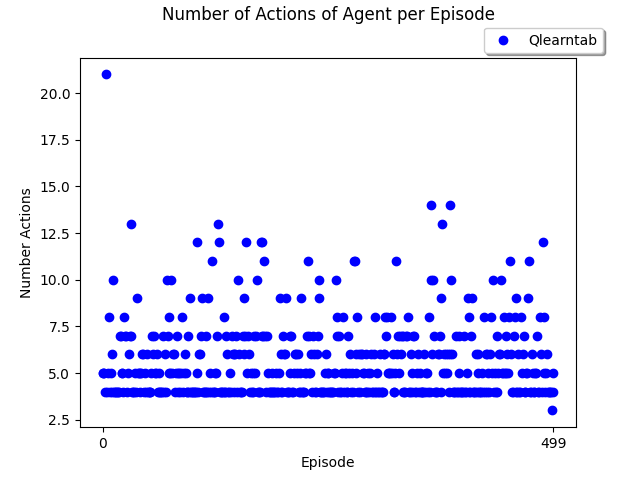 Number of Actions of Agent per Episode
Qlearntab
20.0
17.5
15.0
12.5
10.0
7.5
5.0
2.5
Number Actions
0
499
Episode